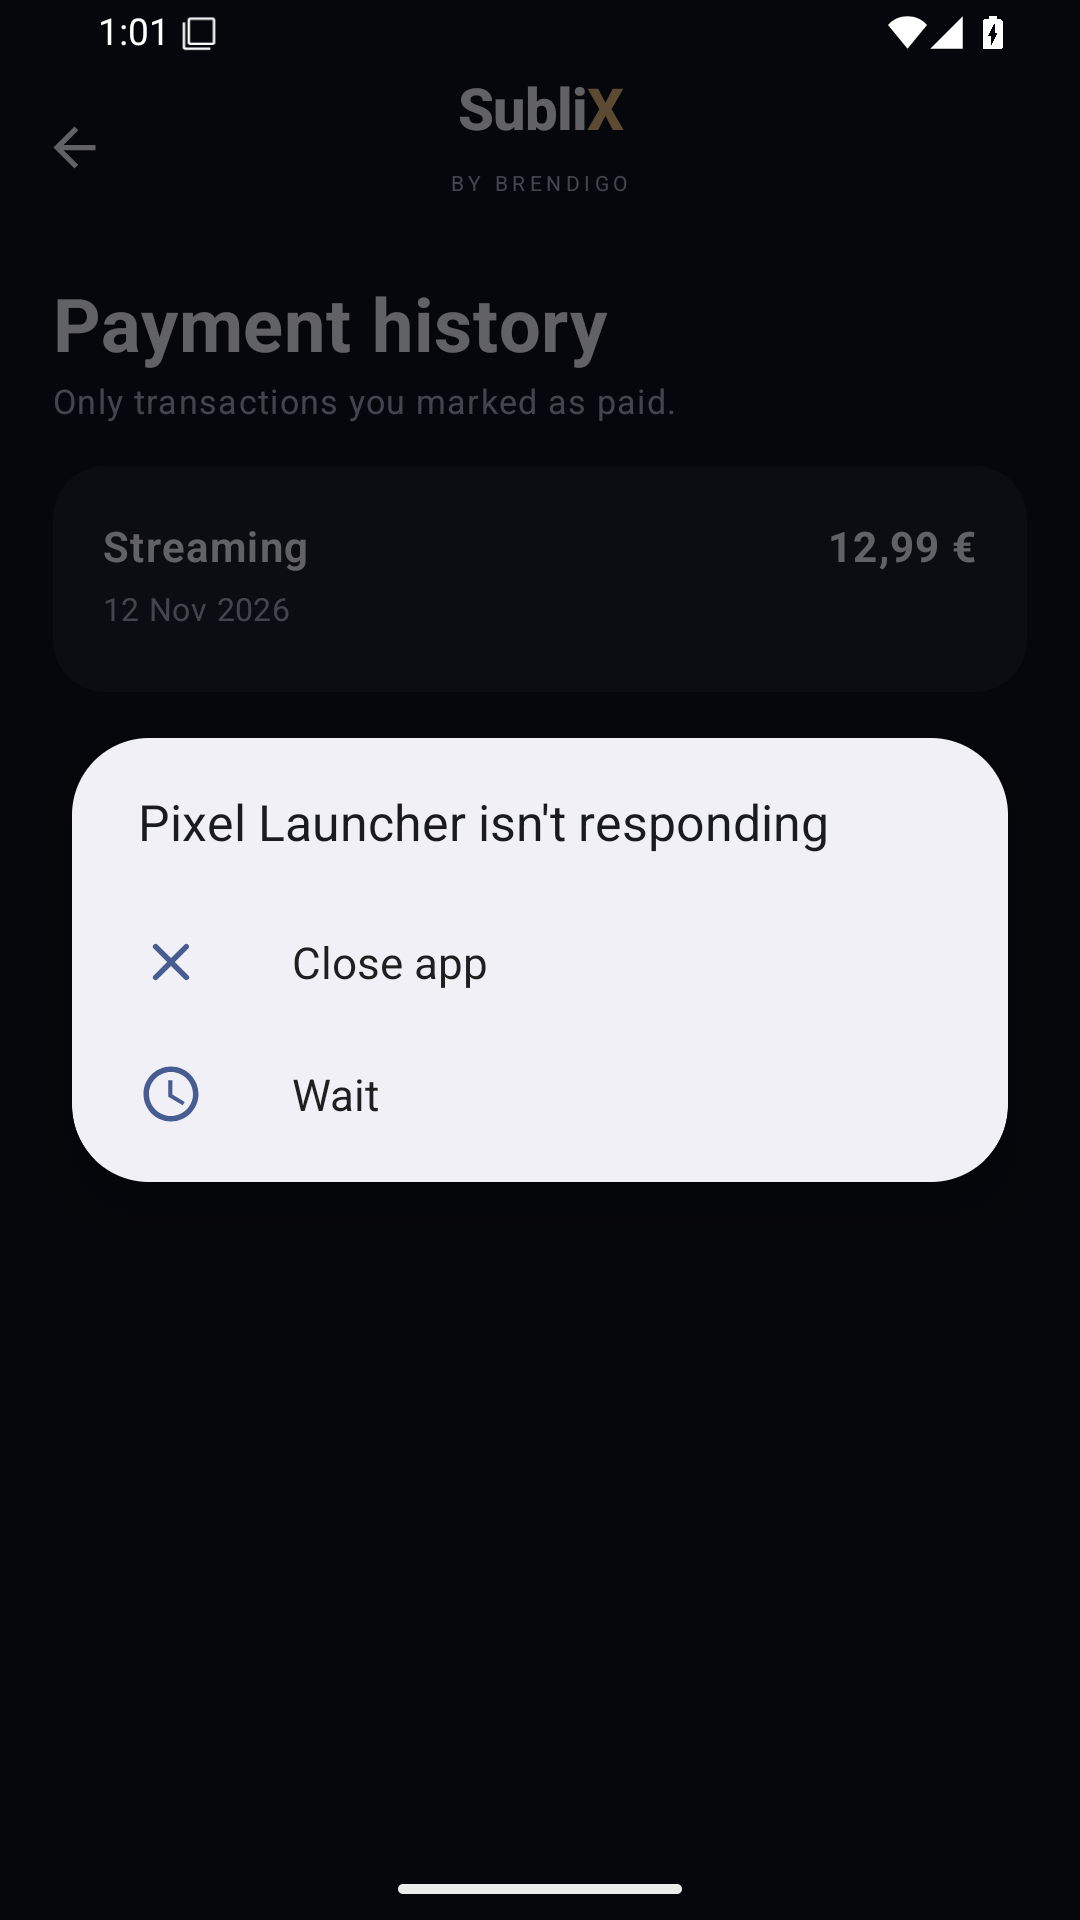 1:01
SubliX
BY BRENDIGO
Payment history
Only transactions you marked as paid.
Streaming 12,99 €
12 Nov 2026
Pixel Launcher isn't responding
Close app
Wait